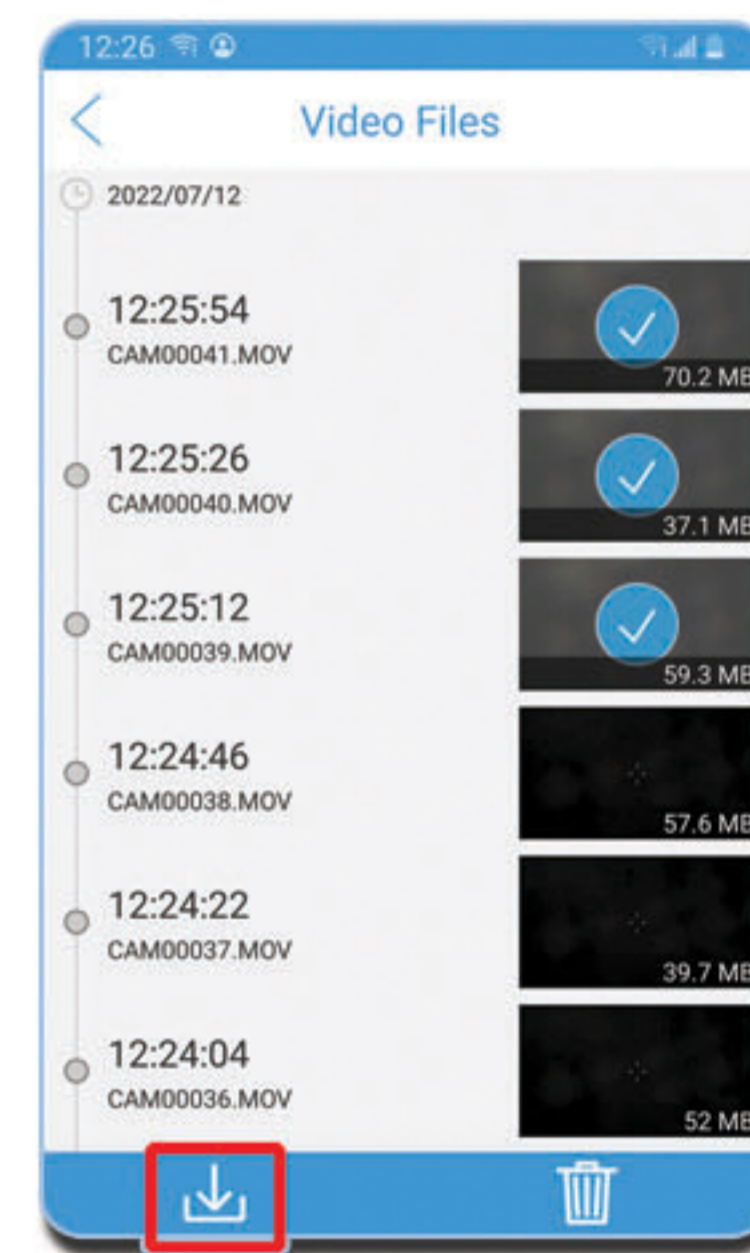 12:26
Video Files
2022/07/12
12:25:54
CAM00041.MOV
70.2 MB
12:25:26
CAM00040.MOV
37.1 MB
12:25:12
CAM00039.MOV
59.3 MB
12:24:46
CAM00038.MOV
57.6 MB
12:24:22
CAM00037.MOV
39.7 MB
12:24:04
CAM00036.MOV
52 MB